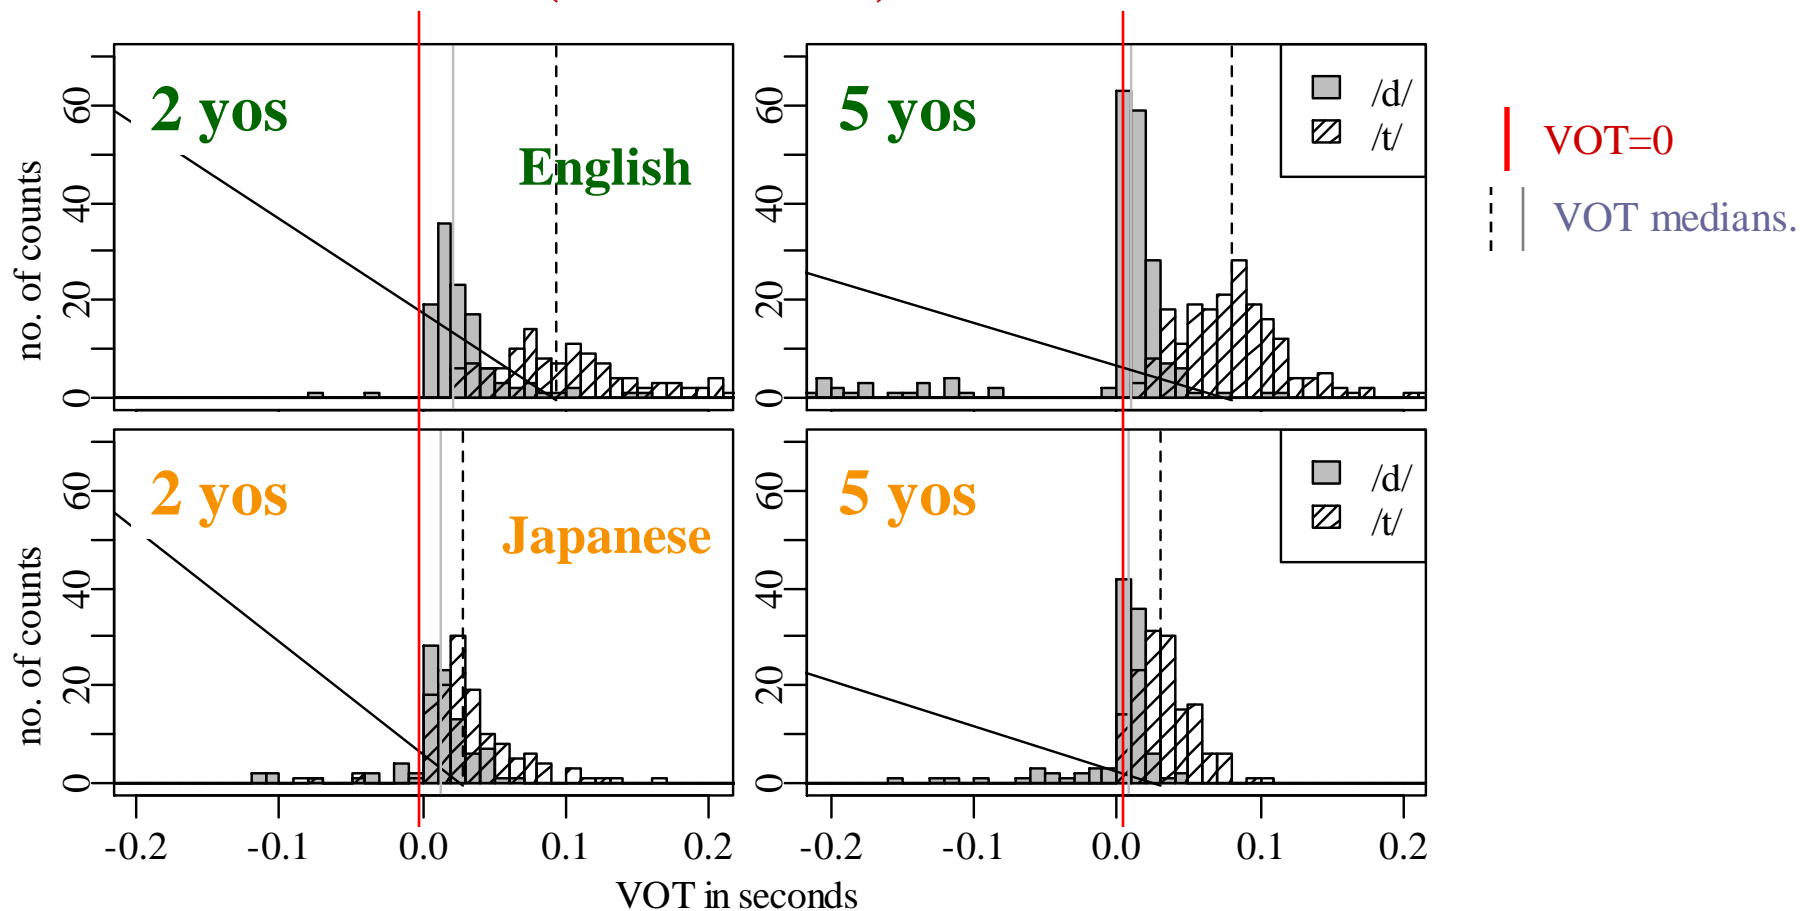 2 yos
English
5 yos
/d/
/t/
VOT=0
VOT medians.
no. of counts
0 20 40 60
0 20 40 60
2 yos
Japanese
5 yos
/d/
/t/
no. of counts
0 20 40 60
0 20 40 60
-0.2 -0.1 0.0 0.1 0.2
-0.2 -0.1 0.0 0.1 0.2
VOT in seconds